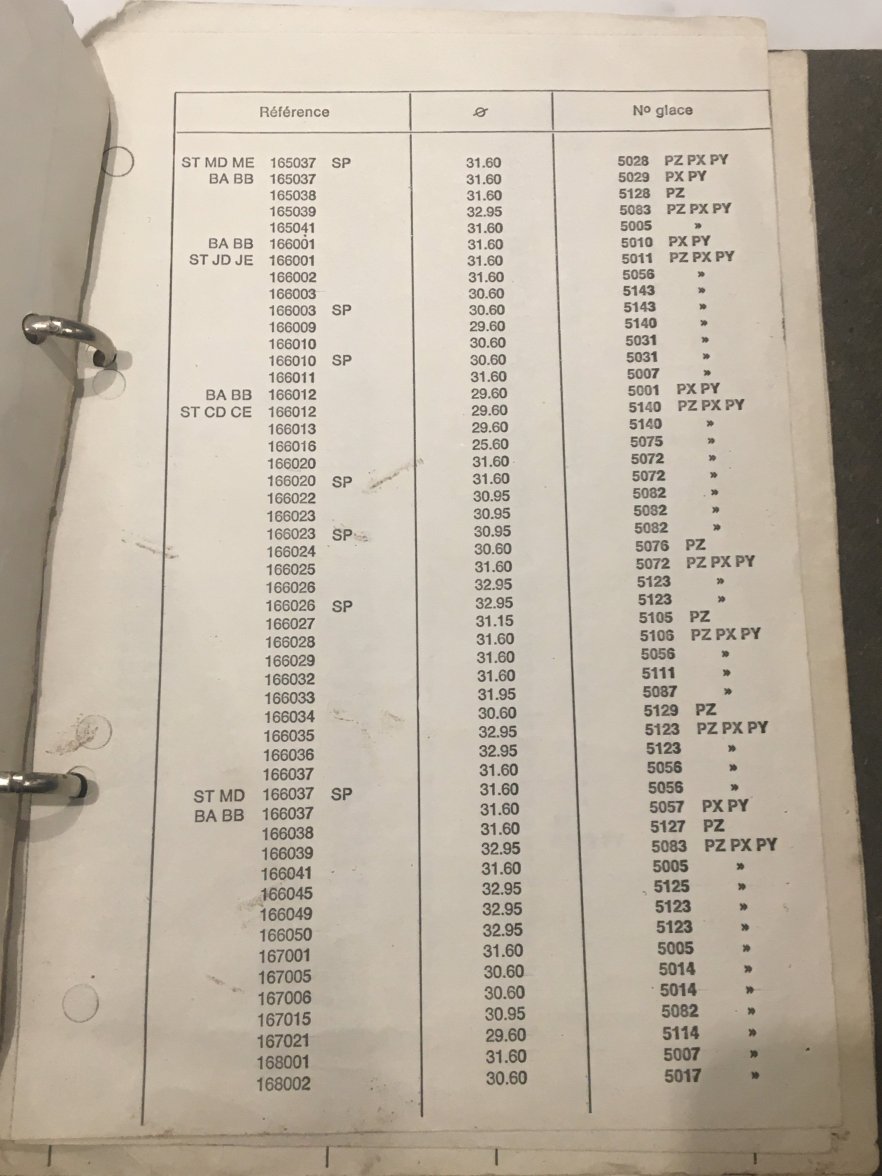 Référence ⌀ Nº glace
ST MD ME 165037 SP 31.60 5028 PZ PX PY
BA BB 165037 31.60 5029 PX PY
165038 31.60 5128 PZ
165039 32.95 5083 PZ PX PY
165041 31.60 5005 »
BA BB 166001 31.60 5010 PX PY
ST JD JE 166001 31.60 5011 PZ PX PY
166002 31.60 5056 »
166003 30.60 5143 »
166003 SP 30.60 5143 »
166009 29.60 5140 »
166010 30.60 5031 »
166010 SP 30.60 5031 »
166011 31.60 5007 »
BA BB 166012 29.60 5001 PX PY
ST CD CE 166012 29.60 5140 PZ PX PY
166013 29.60 5140 »
166016 25.60 5075 »
166020 31.60 5072 »
166020 SP 31.60 5072 »
166022 30.95 5082 »
166023 30.95 5082 »
166023 SP 30.95 5082 »
166024 30.60 5076 PZ
166025 31.60 5072 PZ PX PY
166026 32.95 5123 »
166026 SP 32.95 5123 »
166027 31.15 5105 PZ
166028 31.60 5106 PZ PX PY
166029 31.60 5056 »
166032 31.60 5111 »
166033 31.95 5087 »
166034 30.60 5129 PZ
166035 32.95 5123 PZ PX PY
166036 32.95 5123 »
166037 31.60 5056 »
ST MD 166037 SP 31.60 5056 »
BA BB 166037 31.60 5057 PX PY
166038 31.60 5127 PZ
166039 32.95 5083 PZ PX PY
166041 31.60 5005 »
166045 32.95 5125 »
166049 32.95 5123 »
166050 32.95 5123 »
167001 31.60 5005 »
167005 30.60 5014 »
167006 30.60 5014 »
167015 30.95 5082 »
167021 29.60 5114 »
168001 31.60 5007 »
168002 30.60 5017 »